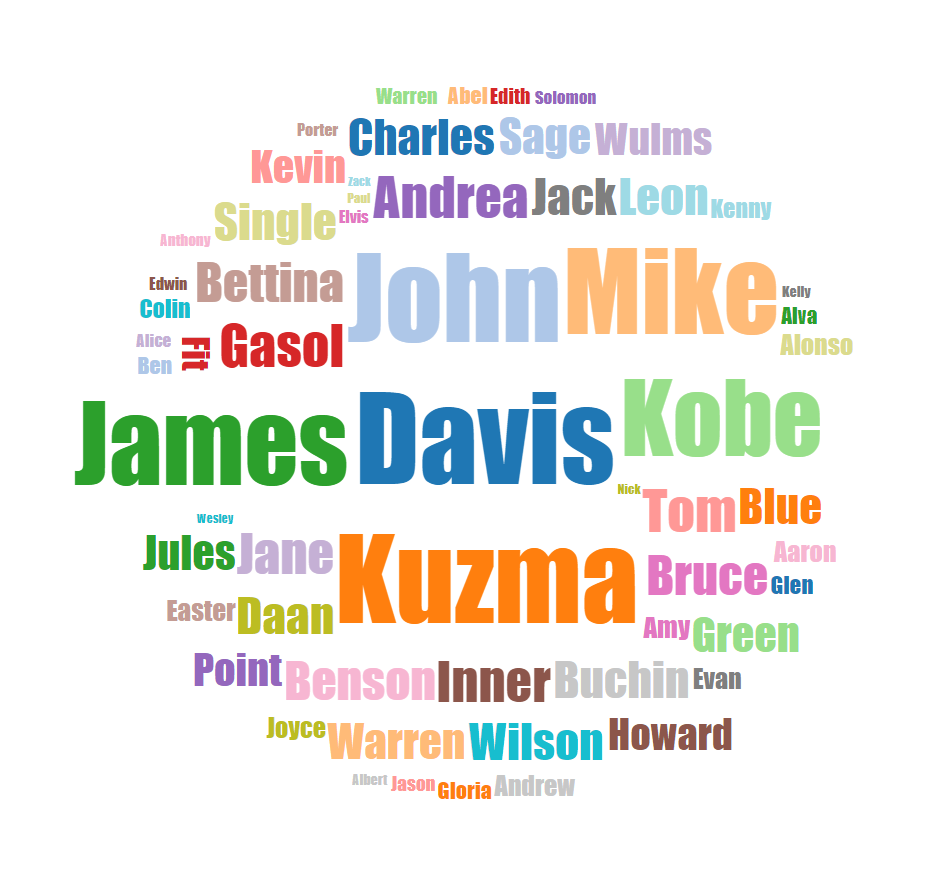 Warren Abel Edith Solomon
Porter Charles Sage Wulms
Kevin Zack Andrea Jack Leon Kenny
Paul
Single Elvis
Anthony
Edwin Bettina John Mike Kelly
Colin Alva
Alice Fit Gasol Alonso
Ben
James Davis Kobe
Nick Tom Blue
Wesley
Jules Jane Kuzma Bruce Aaron
Glen
Easter Daan Amy Green
Point Benson Inner Buchin Evan
Joyce Warren Wilson Howard
Albert Jason Gloria Andrew